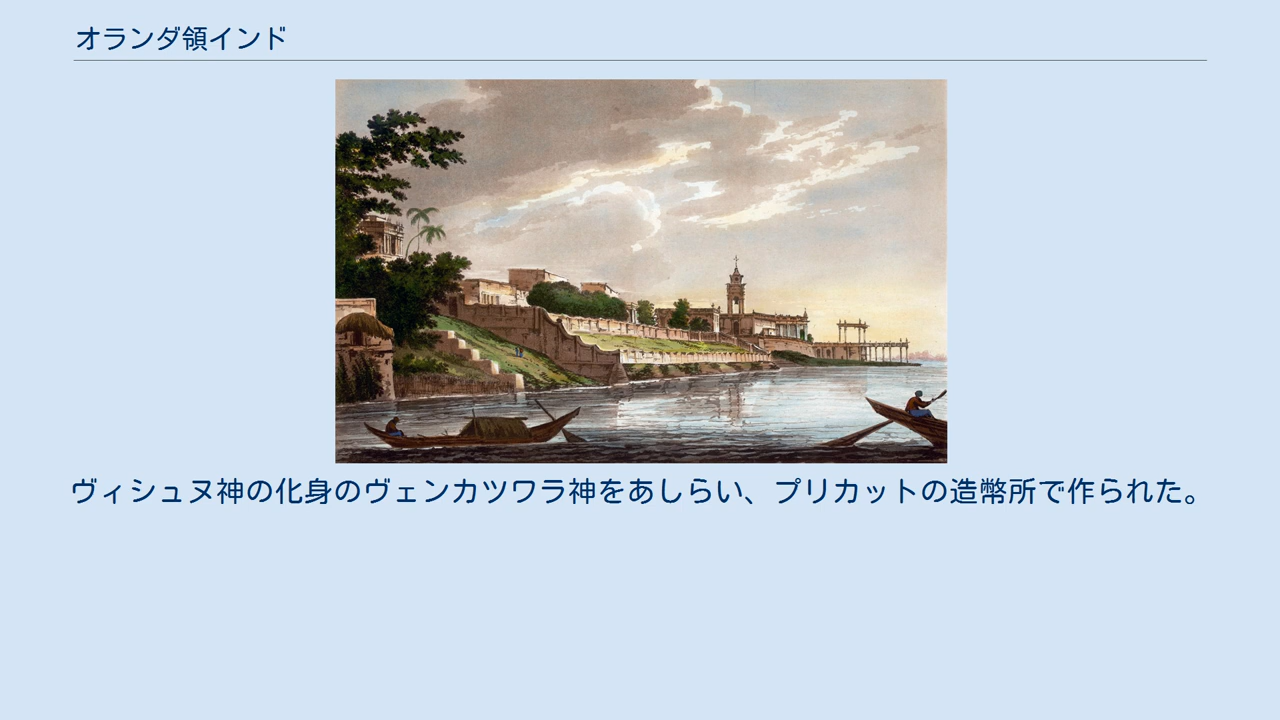 オランダ領インド
ヴィシュヌ神の化身のヴェンカツワラ神をあしらい、プリカットの造幣所で作られた。